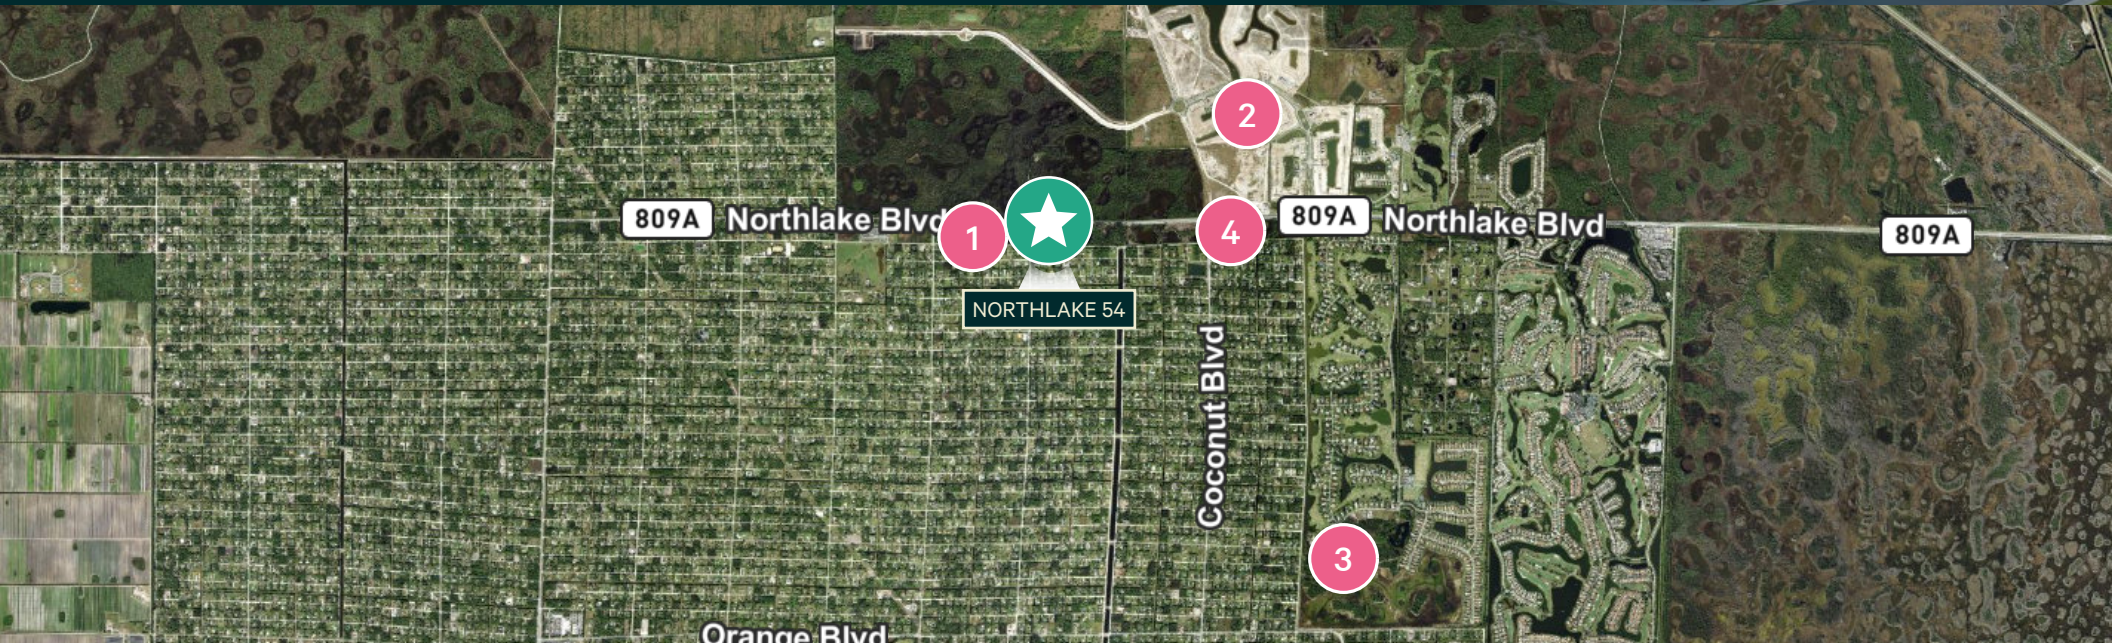 2
809A Northlake Blvd
1
4
809A Northlake Blvd
809A
NORTHLAKE 54
Coconut Blvd
3
Orange Blvd